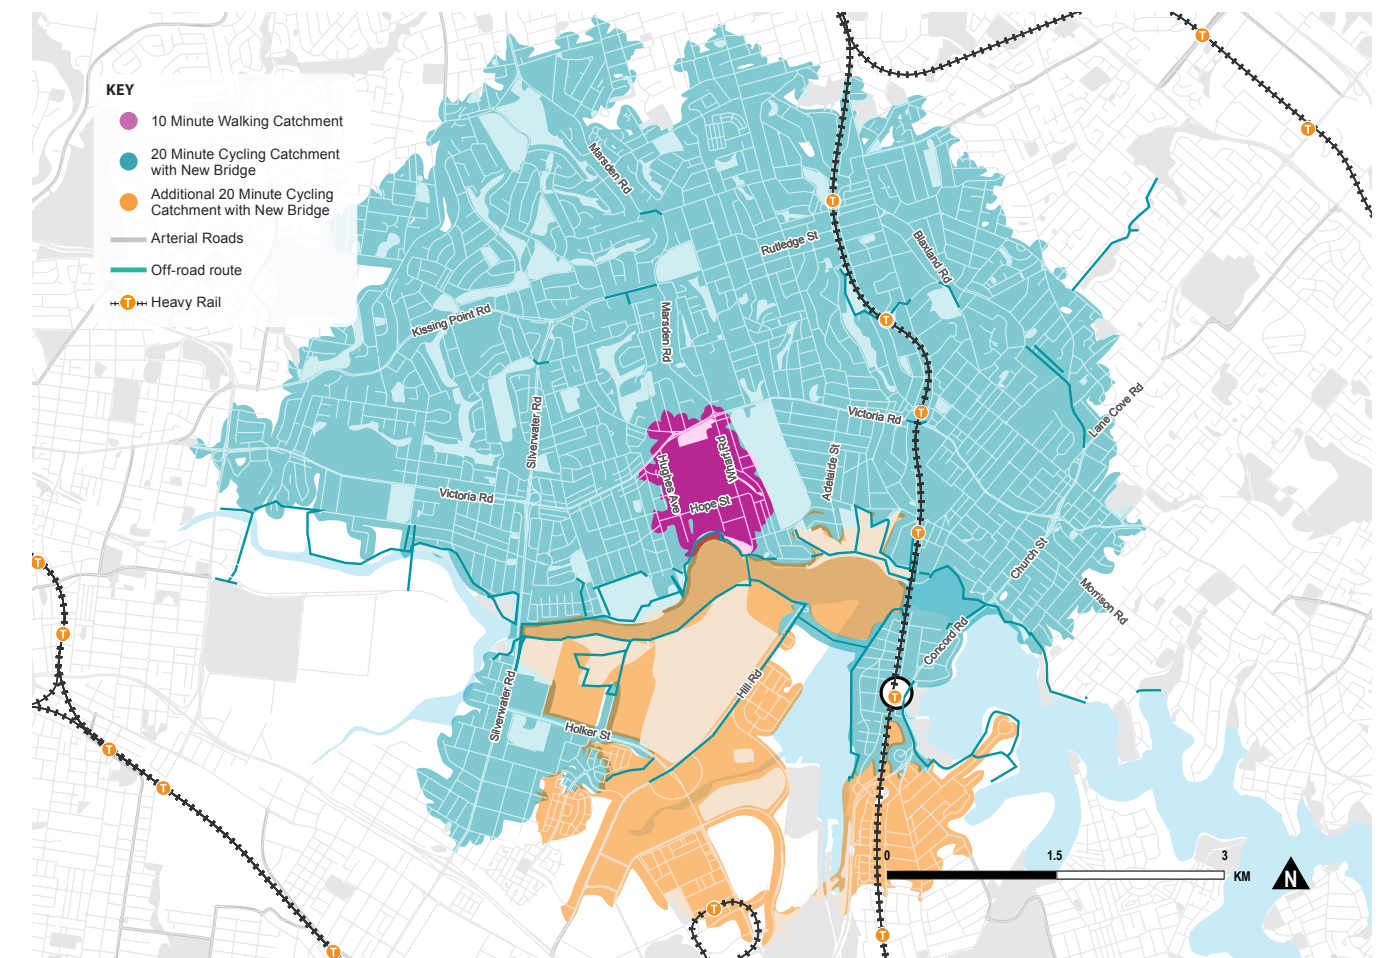 KEY
10 Minute Walking Catchment
20 Minute Cycling Catchment
with New Bridge
Additional 20 Minute Cycling
Catchment with New Bridge
Arterial Roads
Off-road route
T
Heavy Rail
T
T
Marsden Rd
T
Rutledge St
Blaxland Rd
Kissing Point Rd
Marsden Rd
T
Silverwater Rd
Victoria Rd
T
Lane Cove Rd
Hughes Ave
Wharf Rd
Adelaide St
Victoria Rd
Hope St
T
T
Church St
Morrison Rd
T
Concord Rd
Silverwater Rd
Hill Rd
T
Holker St
T
T
0
1.5
3
KM
N
T
T
T